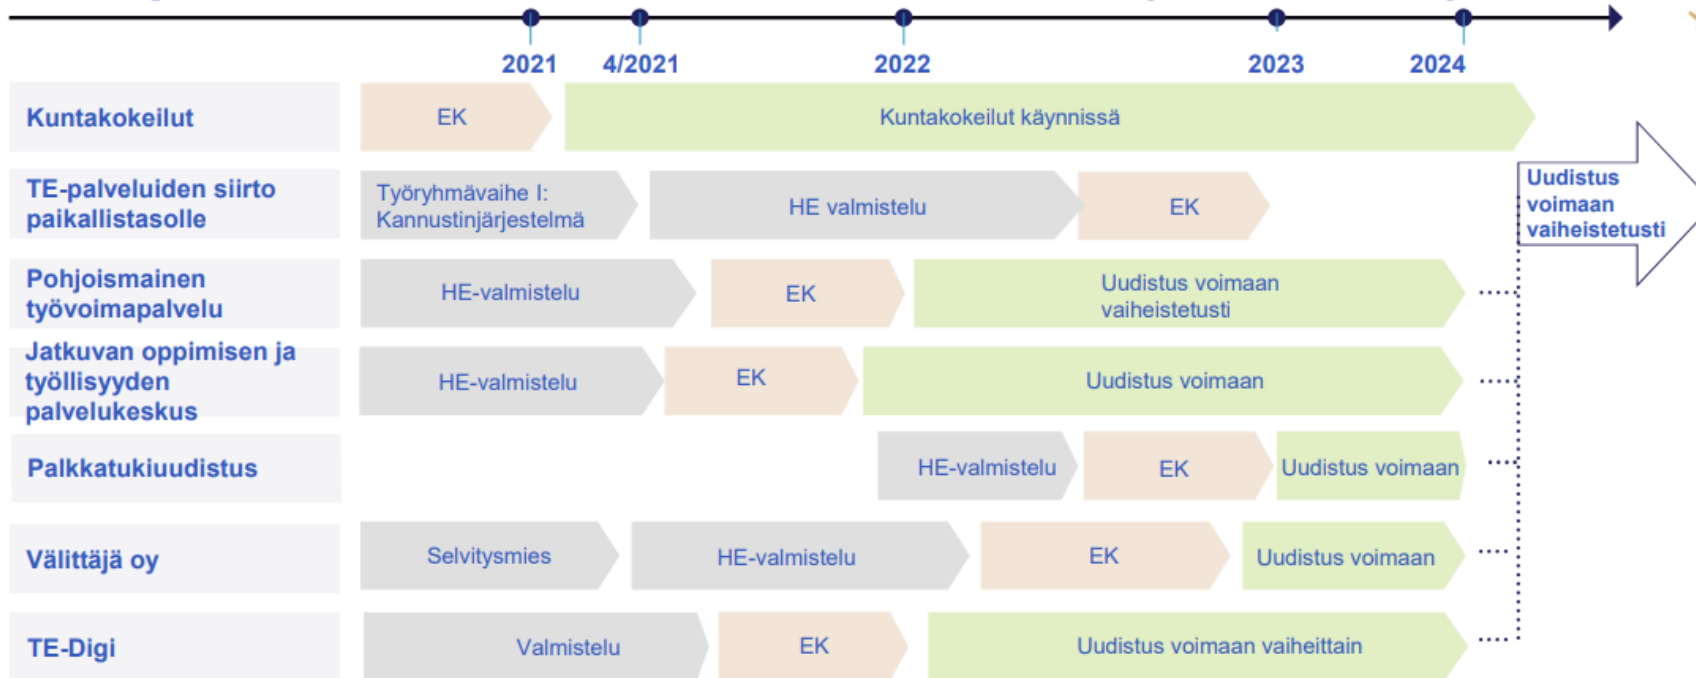 2021 4/2021 2022 2023 2024
Kuntakokeilut
EK
Kuntakokeilut käynnissä
TE-palveluiden siirto
paikallistasolle
Työryhmävaihe I:
Kannustinjärjestelmä
HE valmistelu
EK
Uudistus
voimaan
vaiheistetusti
Pohjoismainen
työvoimapalvelu
HE-valmistelu
EK
Uudistus voimaan
vaiheistetusti
Jatkuvan oppimisen ja
työllisyyden
palvelukeskus
HE-valmistelu
EK
Uudistus voimaan
Palkkatukiuudistus
HE-valmistelu
EK
Uudistus voimaan
Välittäjä oy
Selvitysmies
HE-valmistelu
EK
Uudistus voimaan
TE-Digi
Valmistelu
EK
Uudistus voimaan vaiheittain